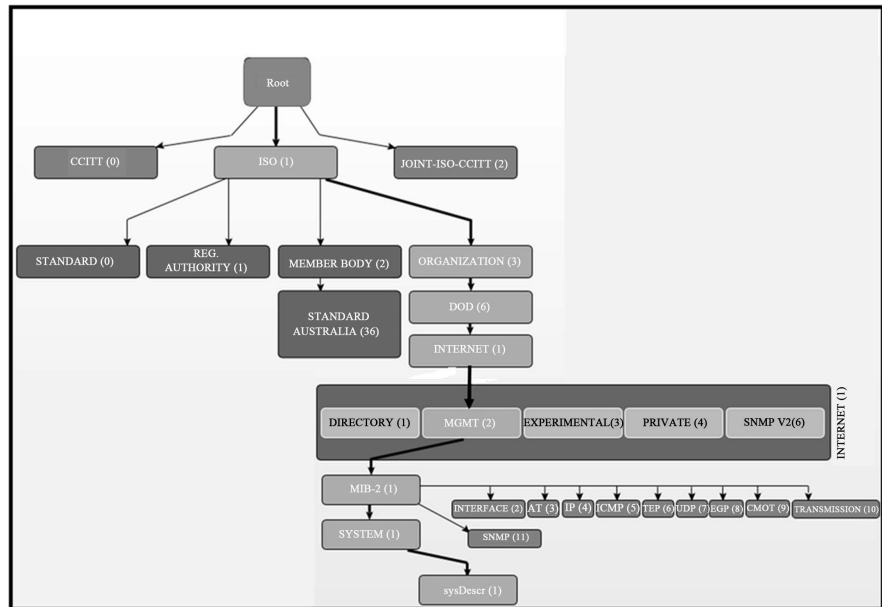 Root
CCITT (0)
ISO (1)
JOINT-ISO-CCITT (2)
STANDARD (0)
REG.
AUTHORITY (1)
MEMBER BODY (2)
ORGANIZATION (3)
STANDARD
AUSTRALIA (36)
DOD (6)
INTERNET (1)
DIRECTORY (1)
MGMT (2)
EXPERIMENTAL(3)
PRIVATE (4)
SNMP V2(6)
INTERNET (1)
MIB-2 (1)
INTERFACE (2)
AT (3)
IP (4)
ICMP (5)
TEP (6)
UDP (7)
EGP (8)
CMOT (9)
TRANSMISSION (10)
SYSTEM (1)
SNMP (11)
sysDescr (1)